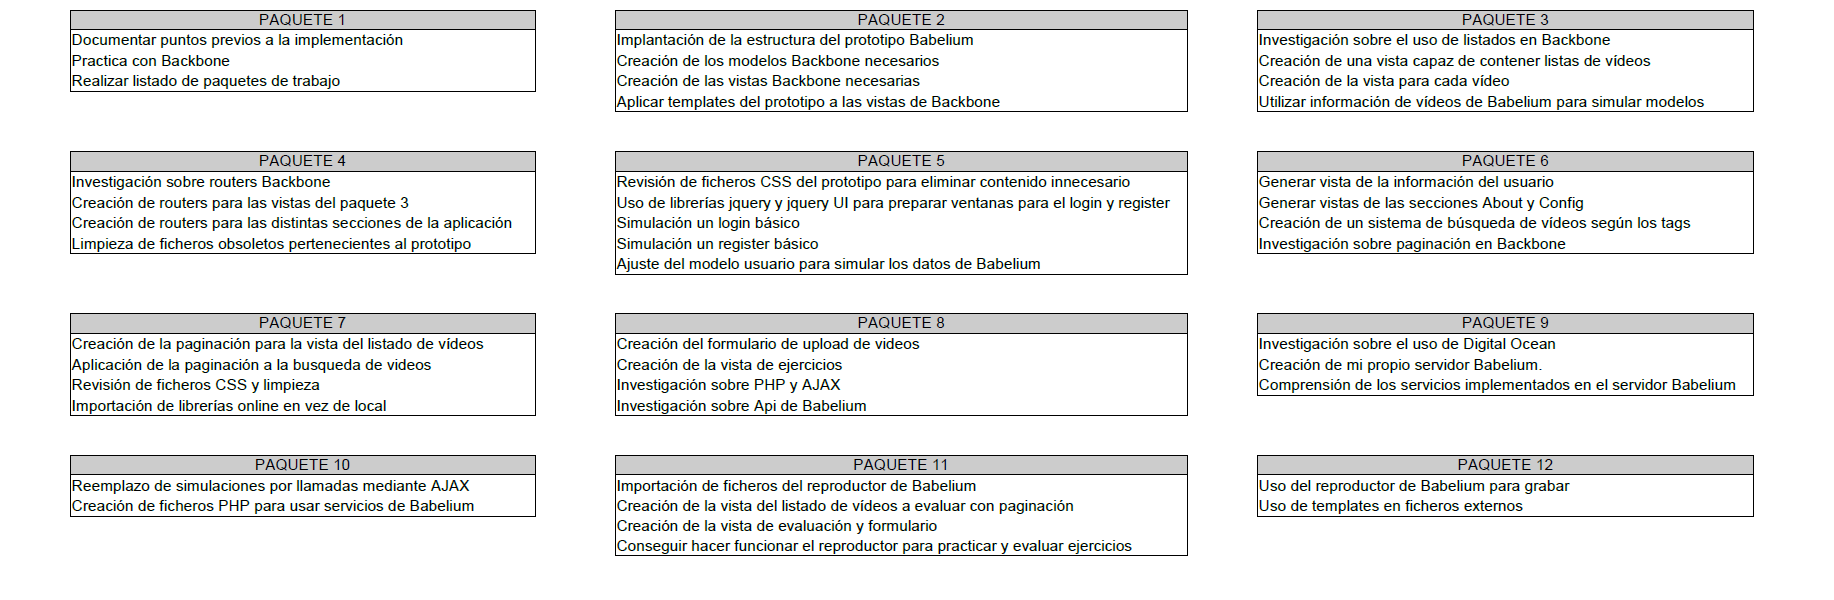 PAQUETE 1
Documentar puntos previos a la implementación
Practica con Backbone
Realizar listado de paquetes de trabajo
PAQUETE 2
Implantación de la estructura del prototipo Babelium
Creación de los modelos Backbone necesarios
Creación de las vistas Backbone necesarias
Aplicar templates del prototipo a las vistas de Backbone
PAQUETE 3
Investigación sobre el uso de listados en Backbone
Creación de una vista capaz de contener listas de vídeos
Creación de la vista para cada vídeo
Utilizar información de vídeos de Babelium para simular modelos
PAQUETE 4
Investigación sobre routers Backbone
Creación de routers para las vistas del paquete 3
Creación de routers para las distintas secciones de la aplicación
Limpieza de ficheros obsoletos pertenecientes al prototipo
PAQUETE 5
Revisión de ficheros CSS del prototipo para eliminar contenido innecesario
Uso de librerías jquery y jquery UI para preparar ventanas para el login y register
Simulación un login básico
Simulación un register básico
Ajuste del modelo usuario para simular los datos de Babelium
PAQUETE 6
Generar vista de la información del usuario
Generar vistas de las secciones About y Config
Creación de un sistema de búsqueda de vídeos según los tags
Investigación sobre paginación en Backbone
PAQUETE 7
Creación de la paginación para la vista del listado de vídeos
Aplicación de la paginación a la busqueda de videos
Revisión de ficheros CSS y limpieza
Importación de librerías online en vez de local
PAQUETE 8
Creación del formulario de upload de videos
Creación de la vista de ejercicios
Investigación sobre PHP y AJAX
Investigación sobre Api de Babelium
PAQUETE 9
Investigación sobre el uso de Digital Ocean
Creación de mi propio servidor Babelium.
Comprensión de los servicios implementados en el servidor Babelium
PAQUETE 10
Reemplazo de simulaciones por llamadas mediante AJAX
Creación de ficheros PHP para usar servicios de Babelium
PAQUETE 11
Importación de ficheros del reproductor de Babelium
Creación de la vista del listado de vídeos a evaluar con paginación
Creación de la vista de evaluación y formulario
Conseguir hacer funcionar el reproductor para practicar y evaluar ejercicios
PAQUETE 12
Uso del reproductor de Babelium para grabar
Uso de templates en ficheros externos